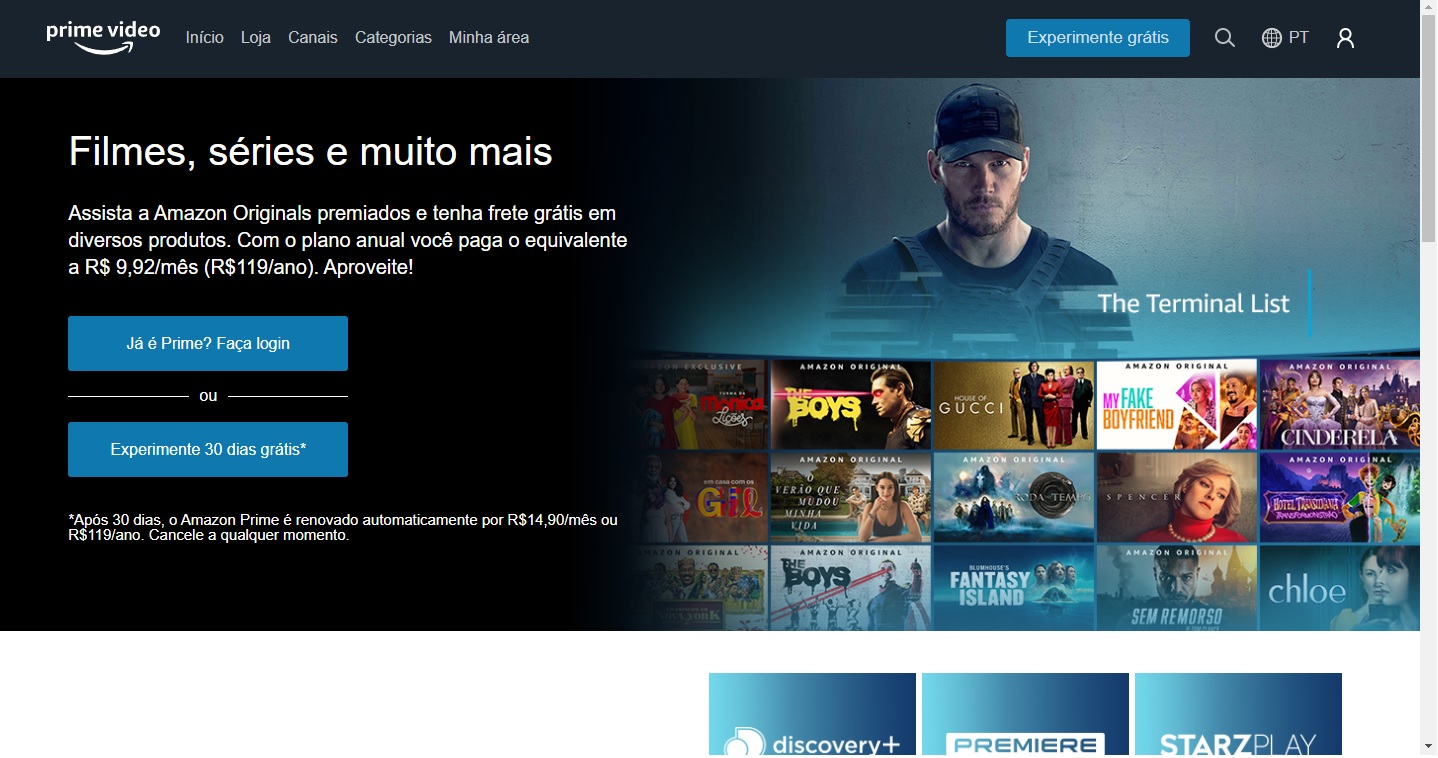 prime video
Início
Loja
Canais
Categorias
Minha área
Experimente grátis
PT
Filmes, séries e muito mais
Assista a Amazon Originals premiados e tenha frete grátis em
diversos produtos. Com o plano anual você paga o equivalente
a R$ 9,92/mês (R$119/ano). Aproveite!
Já é Prime? Faça login
ou
Experimente 30 dias grátis*
*Após 30 dias, o Amazon Prime é renovado automaticamente por R$14,90/mês ou
R$119/ano. Cancele a qualquer momento.
The Terminal List
EXCLUSIVE
TURMA DA
Mônica
Lições
AMAZON ORIGINAL
THE
BOYS
HOUSE OF
GUCCI
AMAZON ORIGINAL
MY FAKE
BOYFRIEND
AMAZON ORIGINAL
CINDERELA
em casa com os
GIL
AMAZON ORIGINAL
O
VERÃO QUE
MUDOU
MINHA
VIDA
AMAZON ORIGINAL
RODA TEMPO
SPENCER
AMAZON ORIGINAL
HOTEL TRANSILVÂNIA
TRANSFORMONSTRÃO
AMAZON ORIGINAL
NOVA YORK
AMAZON ORIGINAL
THE
BOYS
BLUMHOUSE'S
FANTASY
ISLAND
AMAZON ORIGINAL
SEM REMORSO
DE TOM CLANCY
chloe
discovery+
PREMIERE
STARZPLAY